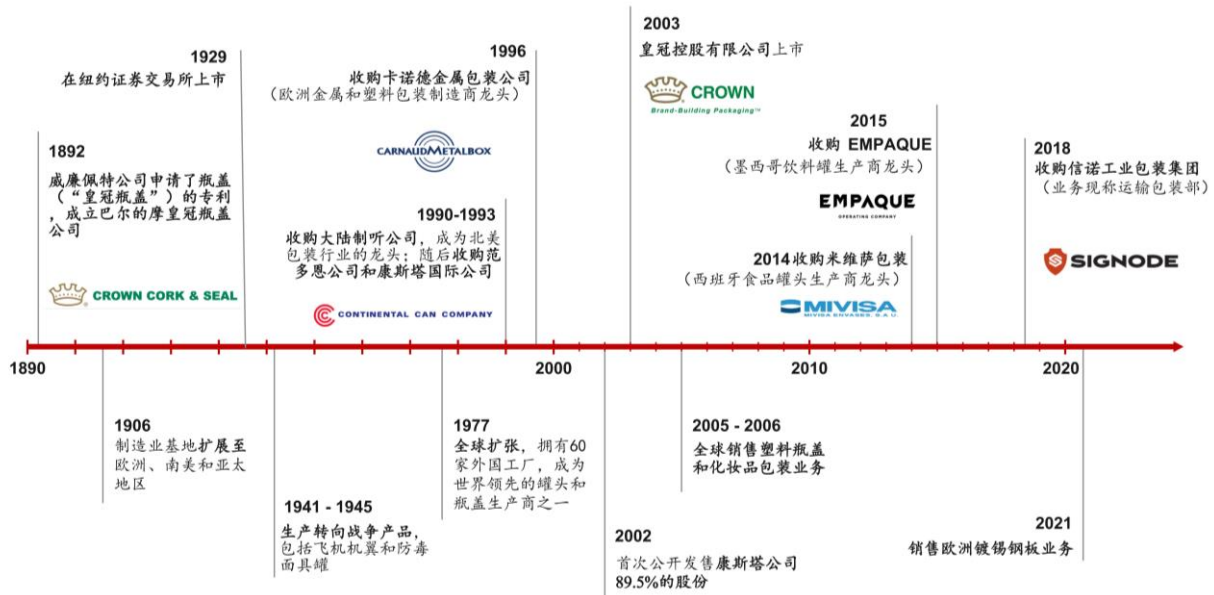 1929
在纽约证券交易所上市
1996
收购卡诺德金属包装公司
（欧洲金属和塑料包装制造商龙头）
CARNAUDMETALBOX
2003
皇冠控股有限公司上市
CROWN
Brand-Building Packaging™
1892
威廉佩特公司申请了瓶盖
（“皇冠瓶盖”）的专利
，成立巴尔的摩皇冠瓶盖
公司
CROWN CORK & SEAL
1990-1993
收购大陆制听公司，成为北美
包装行业的龙头；随后收购范
多恩公司和康斯塔国际公司
CONTINENTAL CAN COMPANY
2015
收购 EMPAQUE
（墨西哥饮料罐生产商龙头）
EMPAQUE
OPERATING COMPANY
2014收购米维萨包装
（西班牙食品罐头生产商龙头）
MIVISA
MIVISA ENVASES, S.A.U.
2018
收购信诺工业包装集团
（业务现称运输包装部）
SIGNODE
1890
2000
2010
2020
1906
制造业基地扩展至
欧洲、南美和亚太
地区
1941 - 1945
生产转向战争产品，
包括飞机机翼和防毒
面具罐
1977
全球扩张，拥有60
家外国工厂，成为
世界领先的罐头和
瓶盖生产商之一
2002
首次公开发售康斯塔公司
89.5%的股份
2005 - 2006
全球销售塑料瓶盖
和化妆品包装业务
2021
销售欧洲镀锡钢板业务